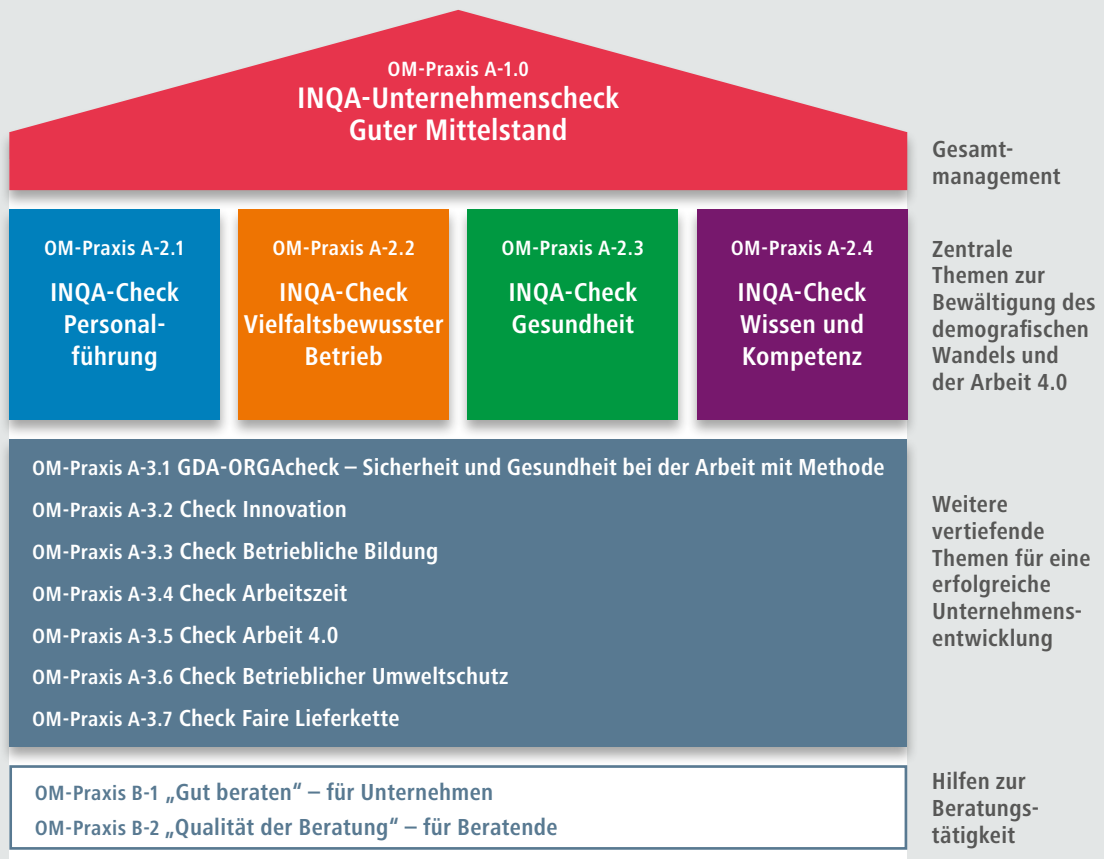 OM-Praxis A-1.0
INQA-Unternehmenscheck
Guter Mittelstand
Gesamt-
management
OM-Praxis A-2.1
INQA-Check
Personal-
führung
OM-Praxis A-2.2
INQA-Check
Vielfaltsbewusster
Betrieb
OM-Praxis A-2.3
INQA-Check
Gesundheit
OM-Praxis A-2.4
INQA-Check
Wissen und
Kompetenz
Zentrale
Themen zur
Bewältigung des
demografischen
Wandels und
der Arbeit 4.0
OM-Praxis A-3.1 GDA-ORGAcheck – Sicherheit und Gesundheit bei der Arbeit mit Methode
OM-Praxis A-3.2 Check Innovation
OM-Praxis A-3.3 Check Betriebliche Bildung
OM-Praxis A-3.4 Check Arbeitszeit
OM-Praxis A-3.5 Check Arbeit 4.0
OM-Praxis A-3.6 Check Betrieblicher Umweltschutz
OM-Praxis A-3.7 Check Faire Lieferkette
Weitere
vertiefende
Themen für eine
erfolgreiche
Unternehmens-
entwicklung
OM-Praxis B-1 „Gut beraten“ – für Unternehmen
OM-Praxis B-2 „Qualität der Beratung“ – für Beratende
Hilfen zur
Beratungs-
tätigkeit